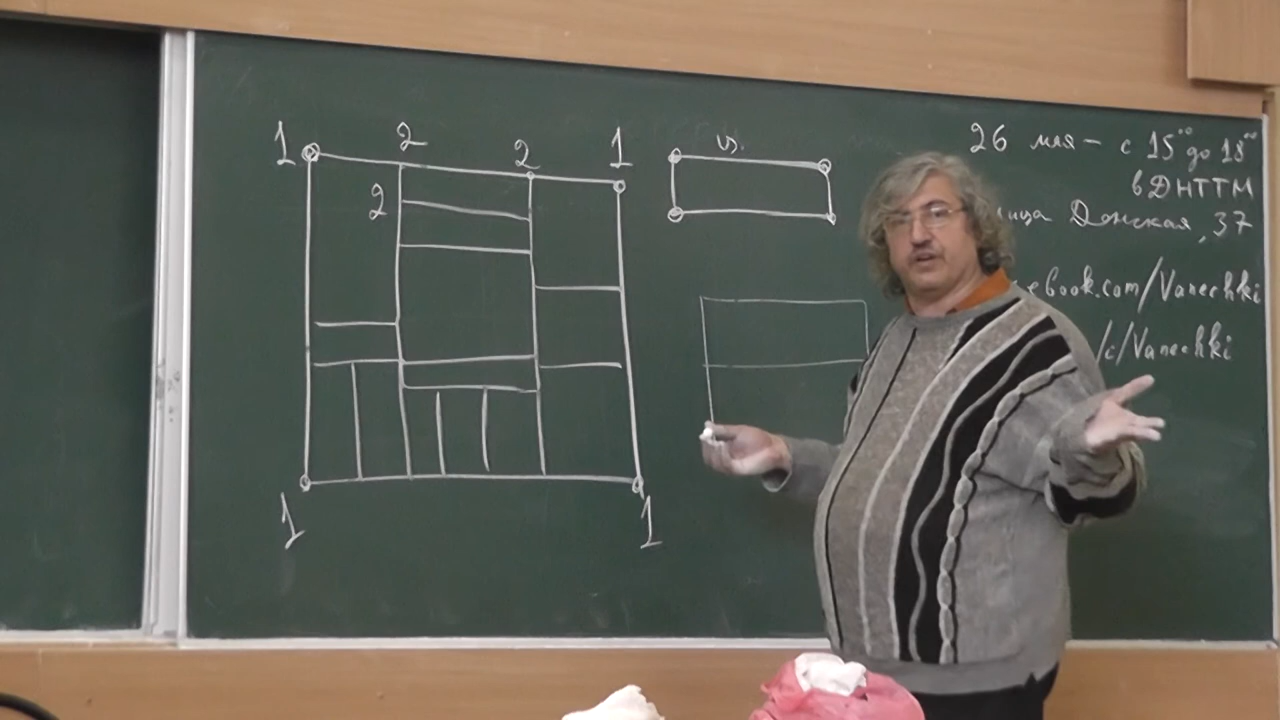 1 2 2 1
2
1 1
26 мая – с 15⁰⁰ до 18⁰⁰
в ДНТТМ
ица Донская, 37
ebook.com/Vanechki
/c/Vanechki